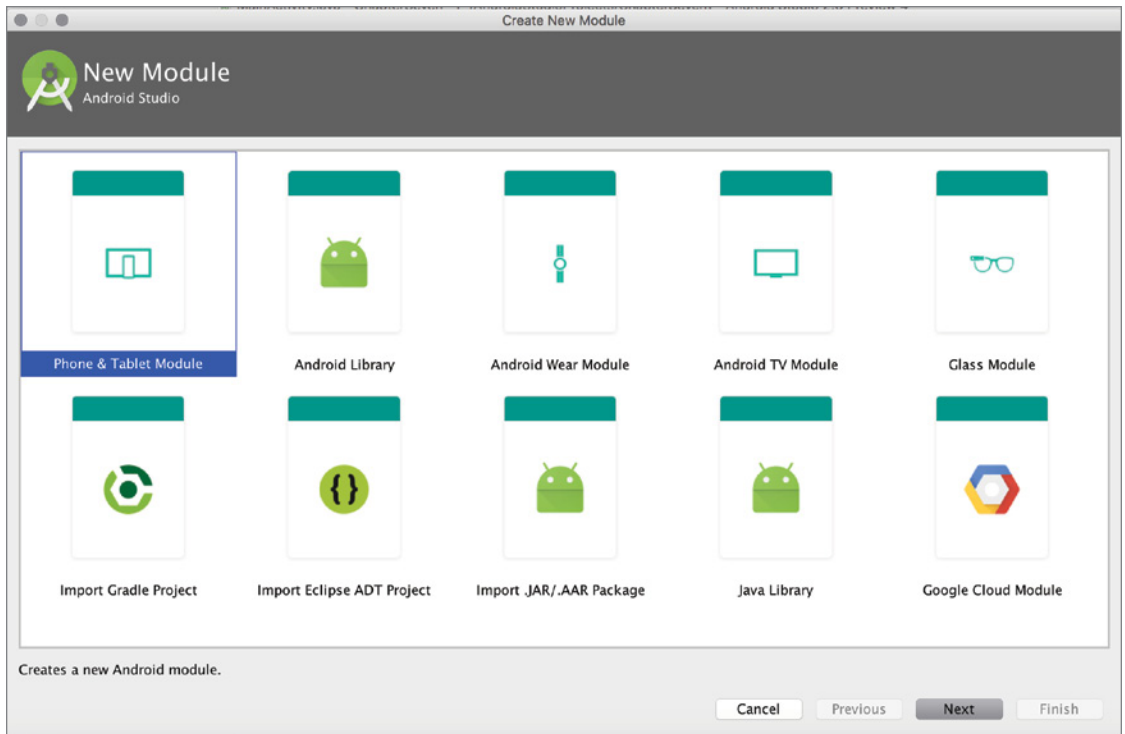 Create New Module
New Module
Android Studio
Phone & Tablet Module
Android Library
Android Wear Module
Android TV Module
Glass Module
{}
Import Gradle Project
Import Eclipse ADT Project
Import .JAR/.AAR Package
Java Library
Google Cloud Module
Creates a new Android module.
Cancel
Previous
Next
Finish